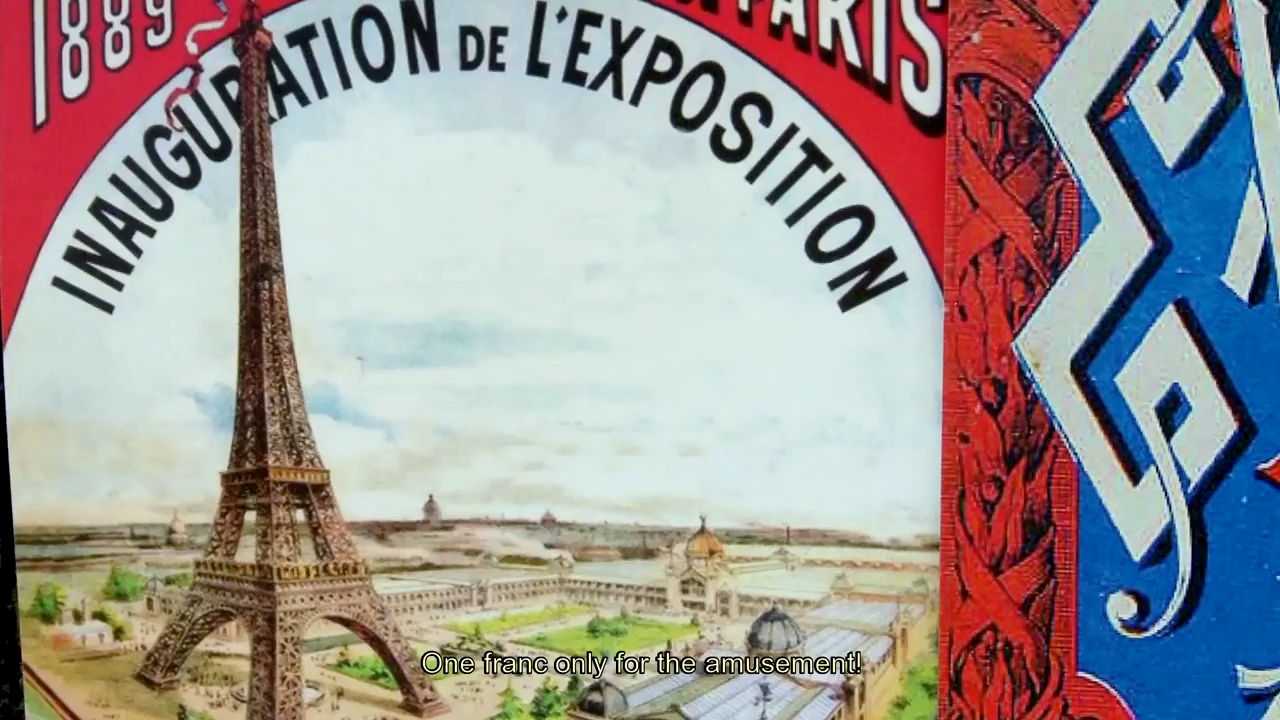 1889
PARIS
INAUGURATION DE L'EXPOSITION
One franc only for the amusement!